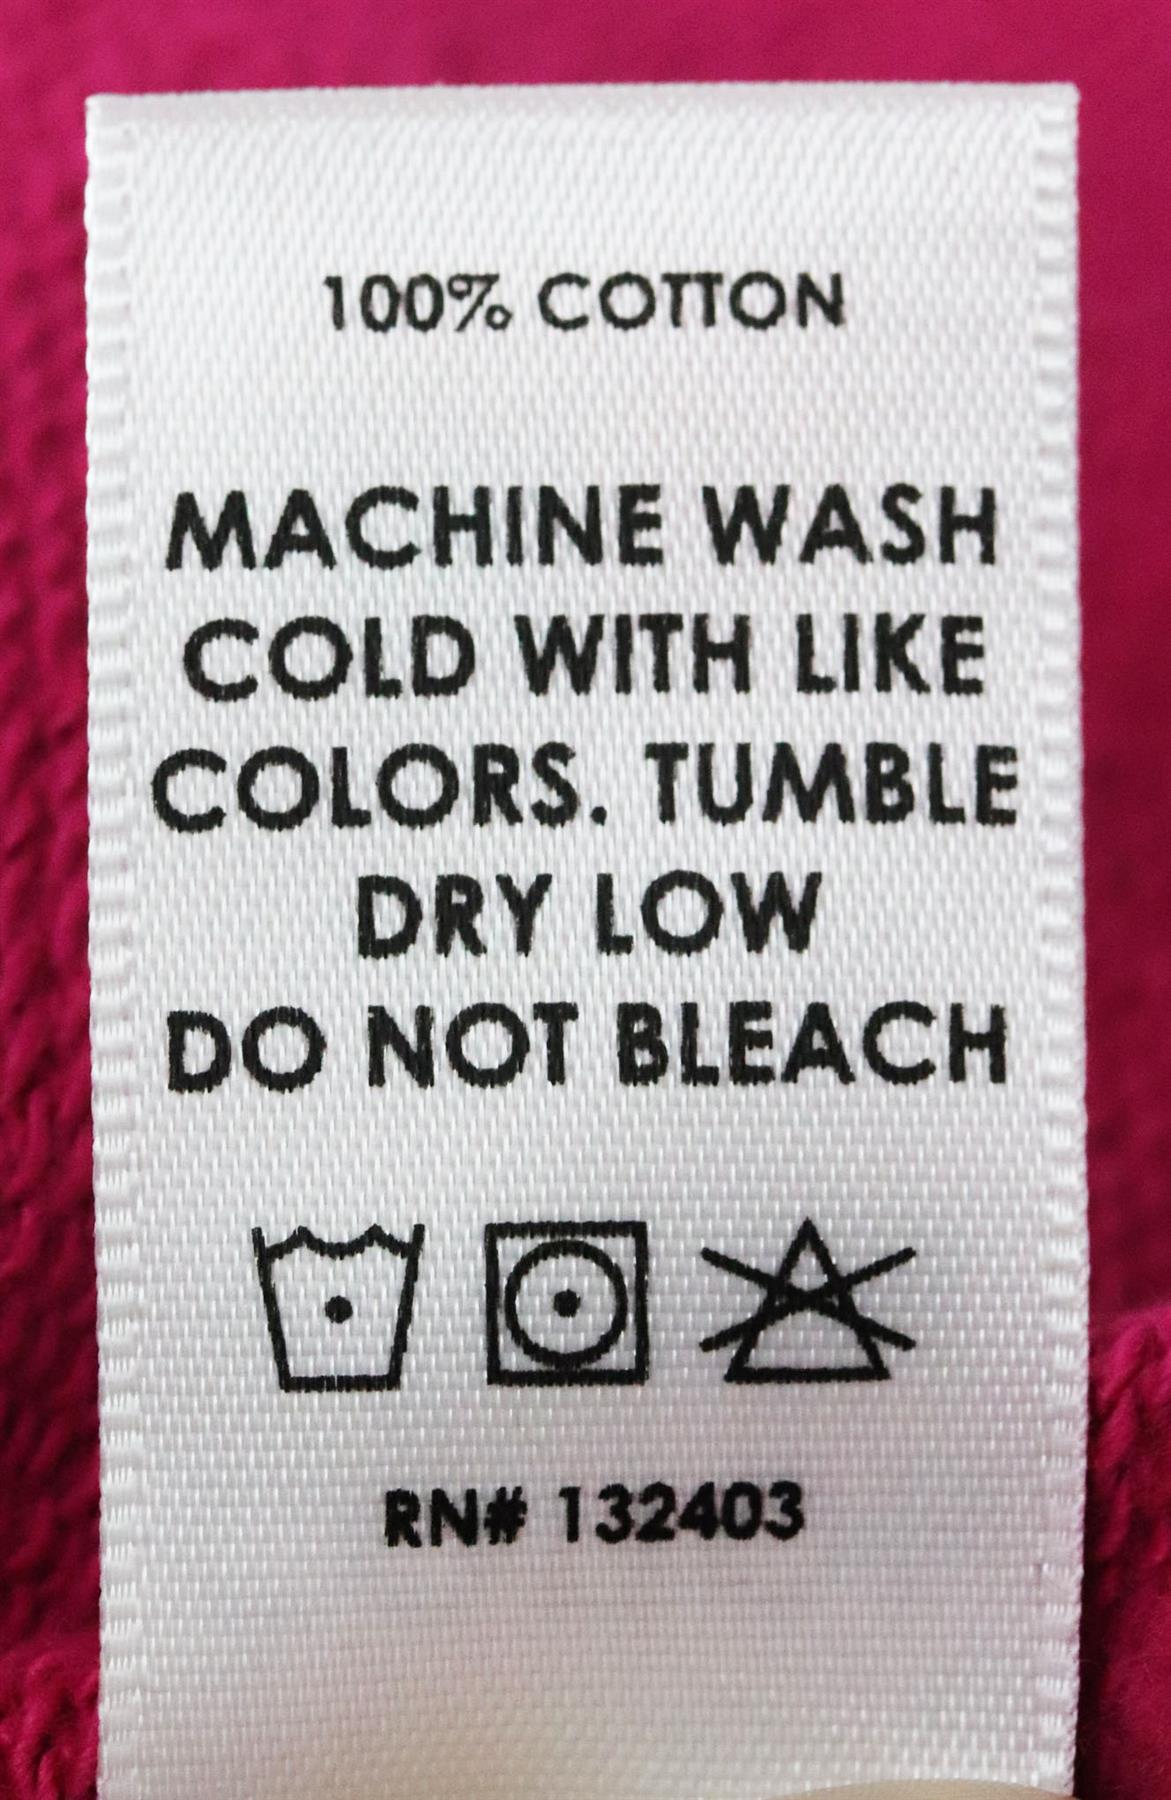 100% COTTON
MACHINE WASH
COLD WITH LIKE
COLORS. TUMBLE
DRY LOW
DO NOT BLEACH
RN# 132403